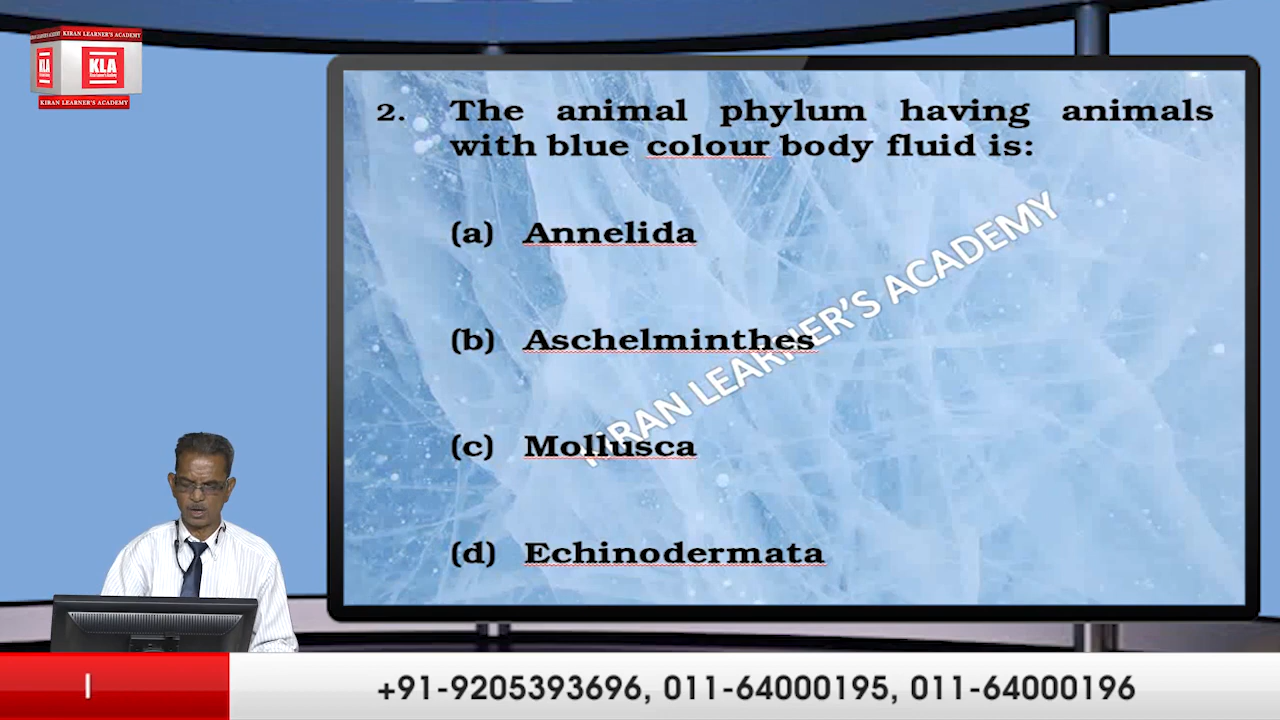 KIRAN LEARNER'S ACADEMY
KLA
KLA
KIRAN LEARNER'S ACADEMY
2. The animal phylum having animals
with blue colour body fluid is:
(a) Annelida
(b) Aschelminthes
(c) Mollusca
(d) Echinodermata
KIRAN LEARNER'S ACADEMY
+91-9205393696, 011-64000195, 011-64000196